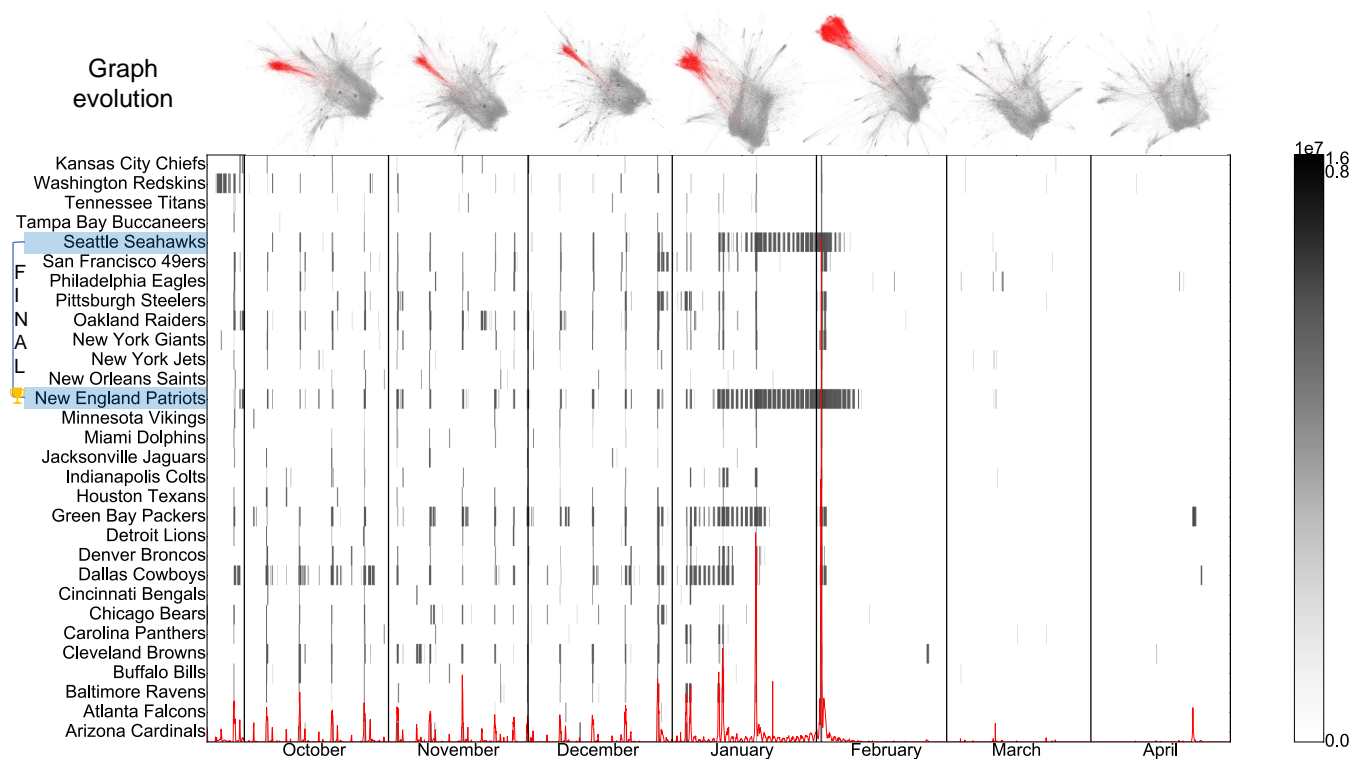 Graph
evolution
Kansas City Chiefs
Washington Redskins
Tennessee Titans
Tampa Bay Buccaneers
Seattle Seahawks
San Francisco 49ers
Philadelphia Eagles
Pittsburgh Steelers
Oakland Raiders
New York Giants
New York Jets
New Orleans Saints
New England Patriots
Minnesota Vikings
Miami Dolphins
Jacksonville Jaguars
Indianapolis Colts
Houston Texans
Green Bay Packers
Detroit Lions
Denver Broncos
Dallas Cowboys
Cincinnati Bengals
Chicago Bears
Carolina Panthers
Cleveland Browns
Buffalo Bills
Baltimore Ravens
Atlanta Falcons
Arizona Cardinals
F
I
N
A
L
October November December January February March April
1e7
1.6
0.8
0.0
0.0